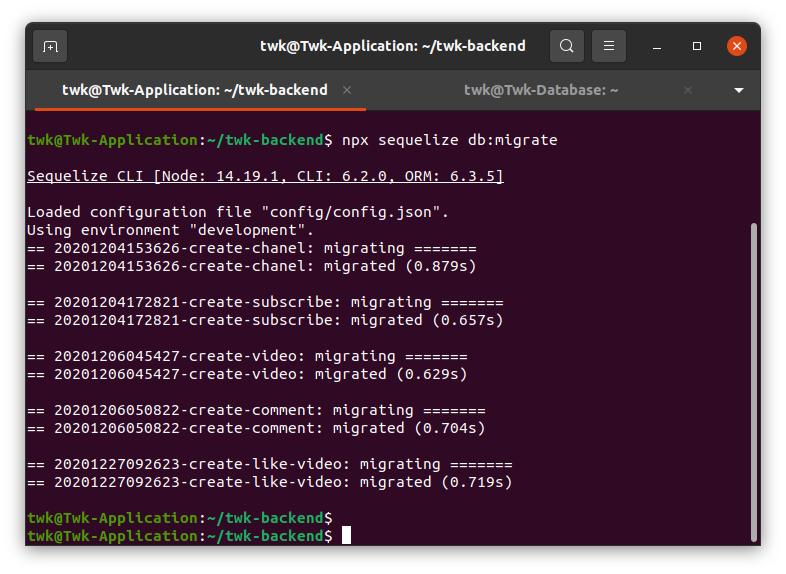 twk@Twk-Application: ~/twk-backend
twk@Twk-Application: ~/twk-backend
twk@Twk-Database: ~
twk@Twk-Application:~/twk-backend$ npx sequelize db:migrate
Sequelize CLI [Node: 14.19.1, CLI: 6.2.0, ORM: 6.3.5]
Loaded configuration file "config/config.json".
Using environment "development".
== 20201204153626-create-chanel: migrating =======
== 20201204153626-create-chanel: migrated (0.879s)
== 20201204172821-create-subscribe: migrating =======
== 20201204172821-create-subscribe: migrated (0.657s)
== 20201206045427-create-video: migrating =======
== 20201206045427-create-video: migrated (0.629s)
== 20201206050822-create-comment: migrating =======
== 20201206050822-create-comment: migrated (0.704s)
== 20201227092623-create-like-video: migrating =======
== 20201227092623-create-like-video: migrated (0.719s)
twk@Twk-Application:~/twk-backend$
twk@Twk-Application:~/twk-backend$